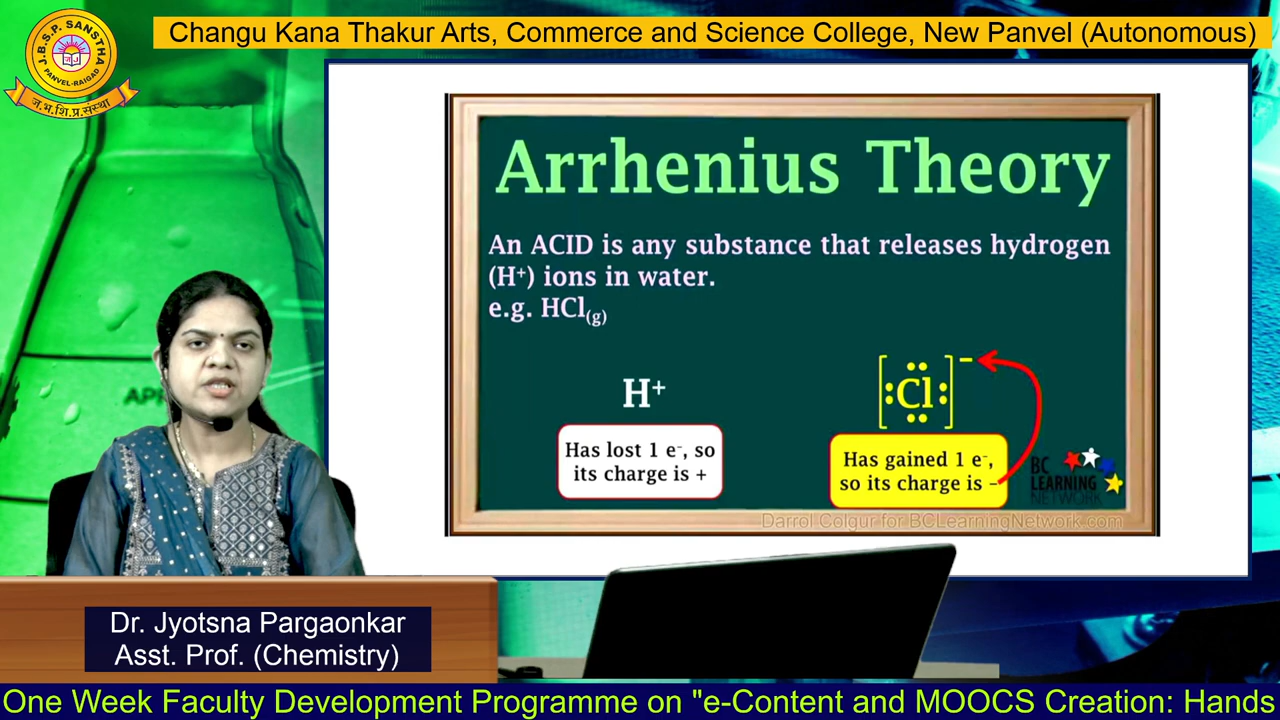 J.B.S.P. SANSTHA
PANVEL-RAIGAD
ज.भ.शि.प्र.संस्था
Changu Kana Thakur Arts, Commerce and Science College, New Panvel (Autonomous)
Arrhenius Theory
An ACID is any substance that releases hydrogen
(H⁺) ions in water.
e.g. HCl₍g₎
H⁺
[:Cl:]⁻
Has lost 1 e⁻, so
its charge is +
Has gained 1 e⁻,
so its charge is –
BC
LEARNING
NETWORK
Darrol Colgur for BCLearningNetwork.com
Dr. Jyotsna Pargaonkar
Asst. Prof. (Chemistry)
One Week Faculty Development Programme on "e-Content and MOOCS Creation: Hands